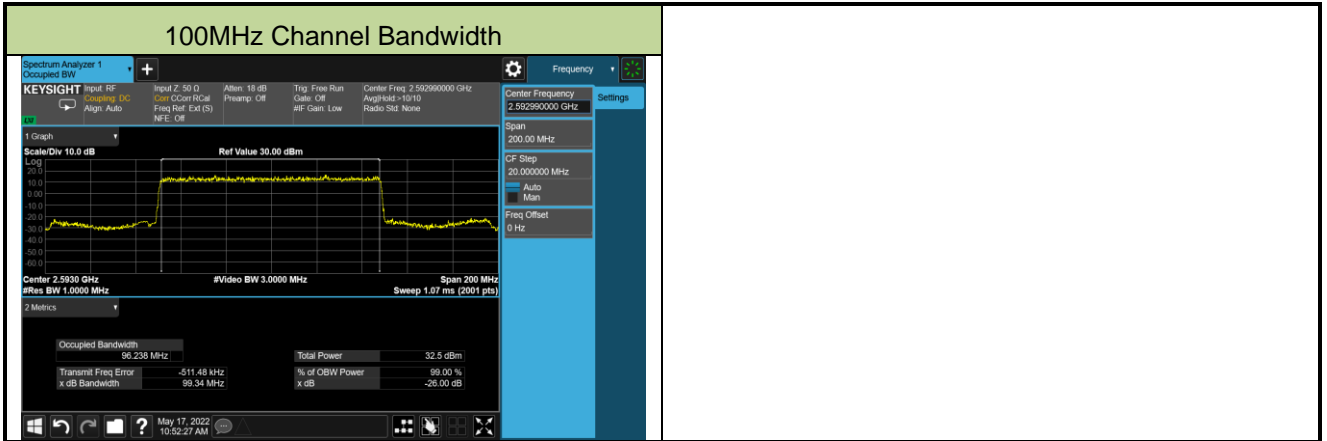 100MHz Channel Bandwidth
Spectrum Analyzer 1
Occupied BW
Frequency
KEYSIGHT
Input: RF
Coupling: DC
Align: Auto
Input Z: 50 Ω
Corr CCorr RCal
Freq Ref: Ext (S)
NFE: Off
Atten: 18 dB
Preamp: Off
Trig: Free Run
Gate: Off
#IF Gain: Low
Center Freq: 2.592990000 GHz
Avg|Hold:>10/10
Radio Std: None
LXI
1 Graph
Scale/Div 10.0 dB
Ref Value 30.00 dBm
Log
20.0
10.0
0.00
-10.0
-20.0
-30.0
-40.0
-50.0
-60.0
Center 2.5930 GHz
#Video BW 3.0000 MHz
Span 200 MHz
#Res BW 1.0000 MHz
Sweep 1.07 ms (2001 pts)
2 Metrics
Occupied Bandwidth
96.238 MHz
Total Power 32.5 dBm
Transmit Freq Error -511.48 kHz
% of OBW Power 99.00 %
x dB Bandwidth 99.34 MHz
x dB -26.00 dB
Center Frequency
2.592990000 GHz
Settings
Span
200.00 MHz
CF Step
20.000000 MHz
Auto
Man
Freq Offset
0 Hz
?
May 17, 2022
10:52:27 AM